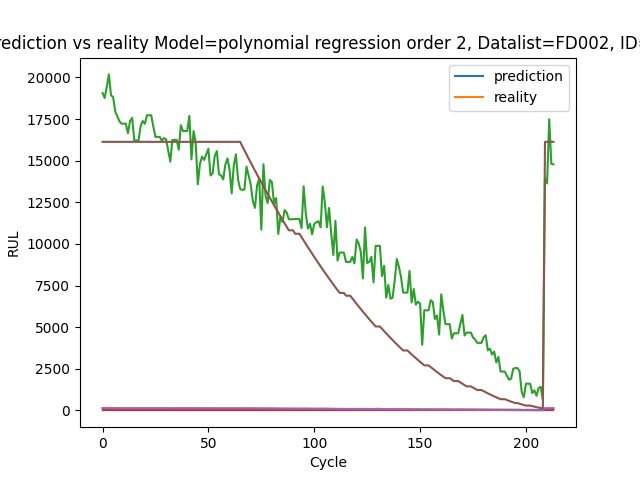 rediction vs reality Model=polynomial regression order 2, Datalist=FD002, ID=
20000
17500
15000
12500
10000
7500
5000
2500
0
RUL
prediction
reality
0 50 100 150 200
Cycle